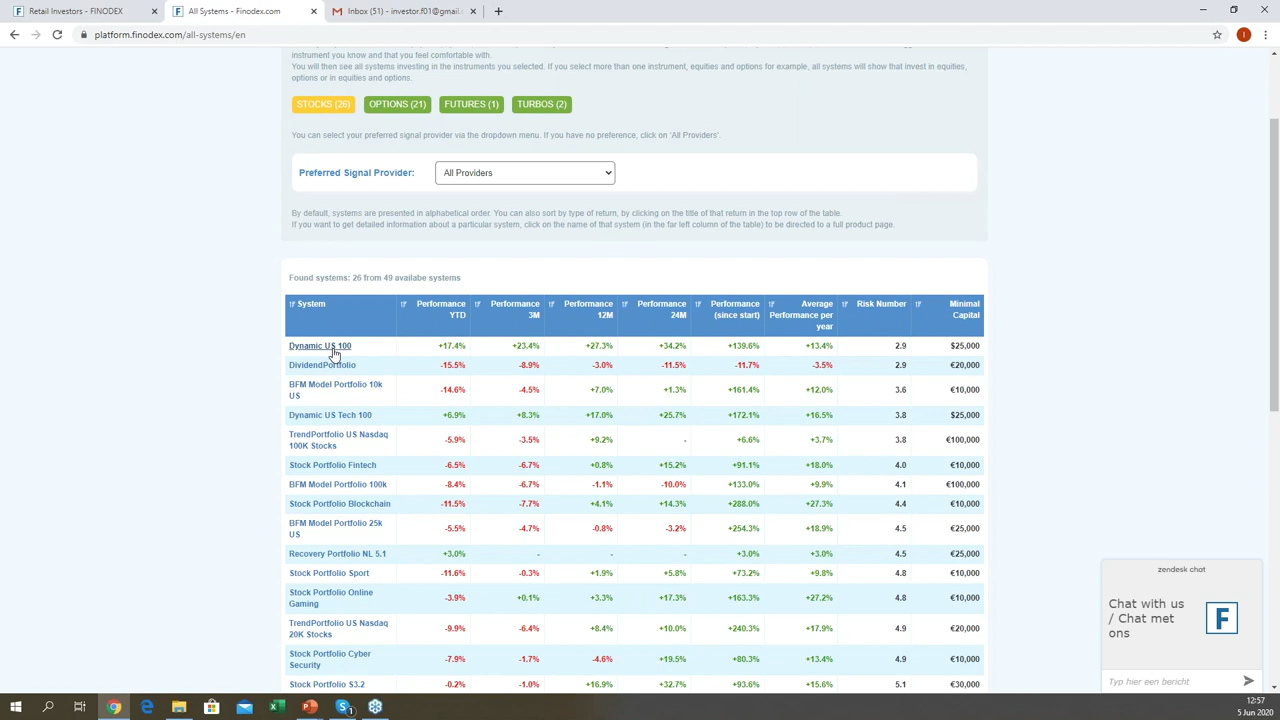 Retail Investors - FINODEX
All Systems - Finodex.com
Inbox (51) - investor.f01@gmail.
platform.finodex.com/all-systems/en
I
instrument you know and that you feel comfortable with.
You will then see all systems investing in the instruments you selected. If you select more than one instrument, equities and options for example, all systems will show that invest in equities,
options or in equities and options.
STOCKS (26) OPTIONS (21) FUTURES (1) TURBOS (2)
You can select your preferred signal provider via the dropdown menu. If you have no preference, click on 'All Providers'.
Preferred Signal Provider: All Providers
By default, systems are presented in alphabetical order. You can also sort by type of return, by clicking on the title of that return in the top row of the table.
If you want to get detailed information about a particular system, click on the name of that system (in the far left column of the table) to be directed to a full product page.
Found systems: 26 from 49 availabe systems
System Performance YTD Performance 3M Performance 12M Performance 24M Performance (since start) Average Performance per year Risk Number Minimal Capital
Dynamic US 100 +17.4% +23.4% +27.3% +34.2% +139.6% +13.4% 2.9 $25,000
DividendPortfolio -15.5% -8.9% -3.0% -11.5% -11.7% -3.5% 2.9 €20,000
BFM Model Portfolio 10k US -14.6% -4.5% +7.0% +1.3% +161.4% +12.0% 3.6 €10,000
Dynamic US Tech 100 +6.9% +8.3% +17.0% +25.7% +172.1% +16.5% 3.8 $25,000
TrendPortfolio US Nasdaq 100K Stocks -5.9% -3.5% +9.2% - +6.6% +3.7% 3.8 €100,000
Stock Portfolio Fintech -6.5% -6.7% +0.8% +15.2% +91.1% +18.0% 4.0 €10,000
BFM Model Portfolio 100k -8.4% -6.7% -1.1% -10.0% +133.0% +9.9% 4.1 €100,000
Stock Portfolio Blockchain -11.5% -7.7% +4.1% +14.3% +288.0% +27.3% 4.4 €10,000
BFM Model Portfolio 25k US -5.5% -4.7% -0.8% -3.2% +254.3% +18.9% 4.5 €25,000
Recovery Portfolio NL 5.1 +3.0% - - - +3.0% +3.0% 4.5 €25,000
Stock Portfolio Sport -11.6% -0.3% +1.9% +5.8% +73.2% +9.8% 4.8 €10,000
Stock Portfolio Online Gaming -3.9% +0.1% +3.3% +17.3% +163.3% +27.2% 4.8 €10,000
TrendPortfolio US Nasdaq 20K Stocks -9.9% -6.4% +8.4% +10.0% +240.3% +17.9% 4.9 €20,000
Stock Portfolio Cyber Security -7.9% -1.7% -4.6% +19.5% +80.3% +13.4% 4.9 €10,000
Stock Portfolio S3.2 -0.2% -1.0% +16.9% +32.7% +93.6% +15.6% 5.1 €30,000
zendesk chat
Chat with us
/ Chat met
ons
F
Typ hier een bericht
12:57
5 Jun 2020